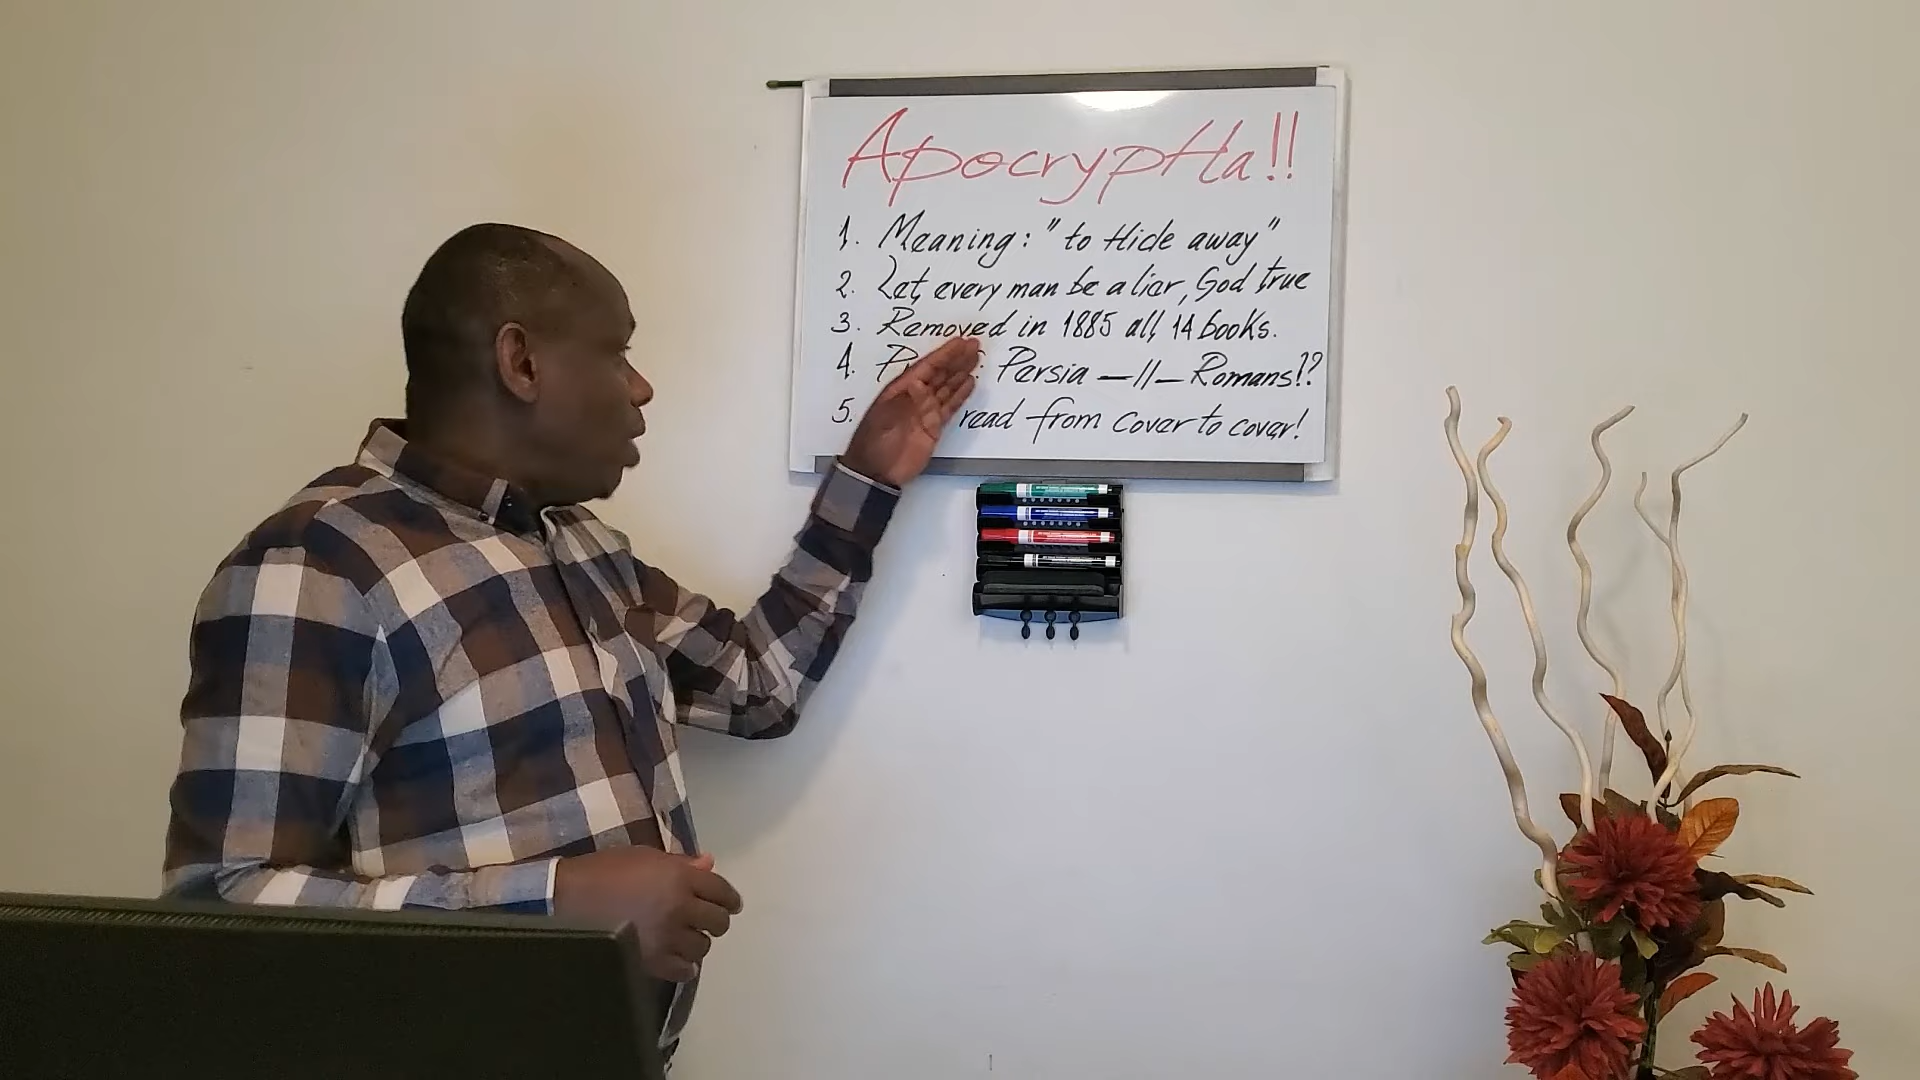 ApocrypHa!!
1. Meaning: "to Hide away"
2. Let every man be a liar, God true
3. Removed in 1885 all 14 books.
4. Persia —//— Romans!?
5. read from cover to cover!